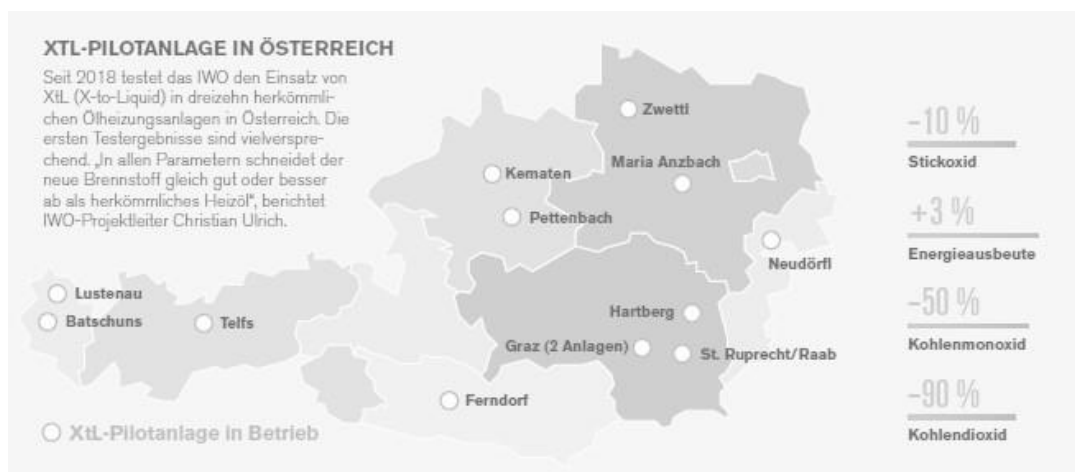 XTL-PILOTANLAGE IN ÖSTERREICH
Seit 2018 testet das IWO den Einsatz von
XtL (X-to-Liquid) in dreizehn herkömmli-
chen Ölheizungsanlagen in Österreich. Die
ersten Testergebnisse sind vielverspre-
chend. „In allen Parametern schneidet der
neue Brennstoff gleich gut oder besser
ab als herkömmliches Heizöl“, berichtet
IWO-Projektleiter Christian Ulrich.
Zwettl
Maria Anzbach
Kematen
Pettenbach
Neudörfl
Lustenau
Batschuns
Telfs
Hartberg
Graz (2 Anlagen)
St. Ruprecht/Raab
Ferndorf
XtL-Pilotanlage in Betrieb
-10 %
Stickoxid
+3 %
Energieausbeute
-50 %
Kohlenmonoxid
-90 %
Kohlendioxid